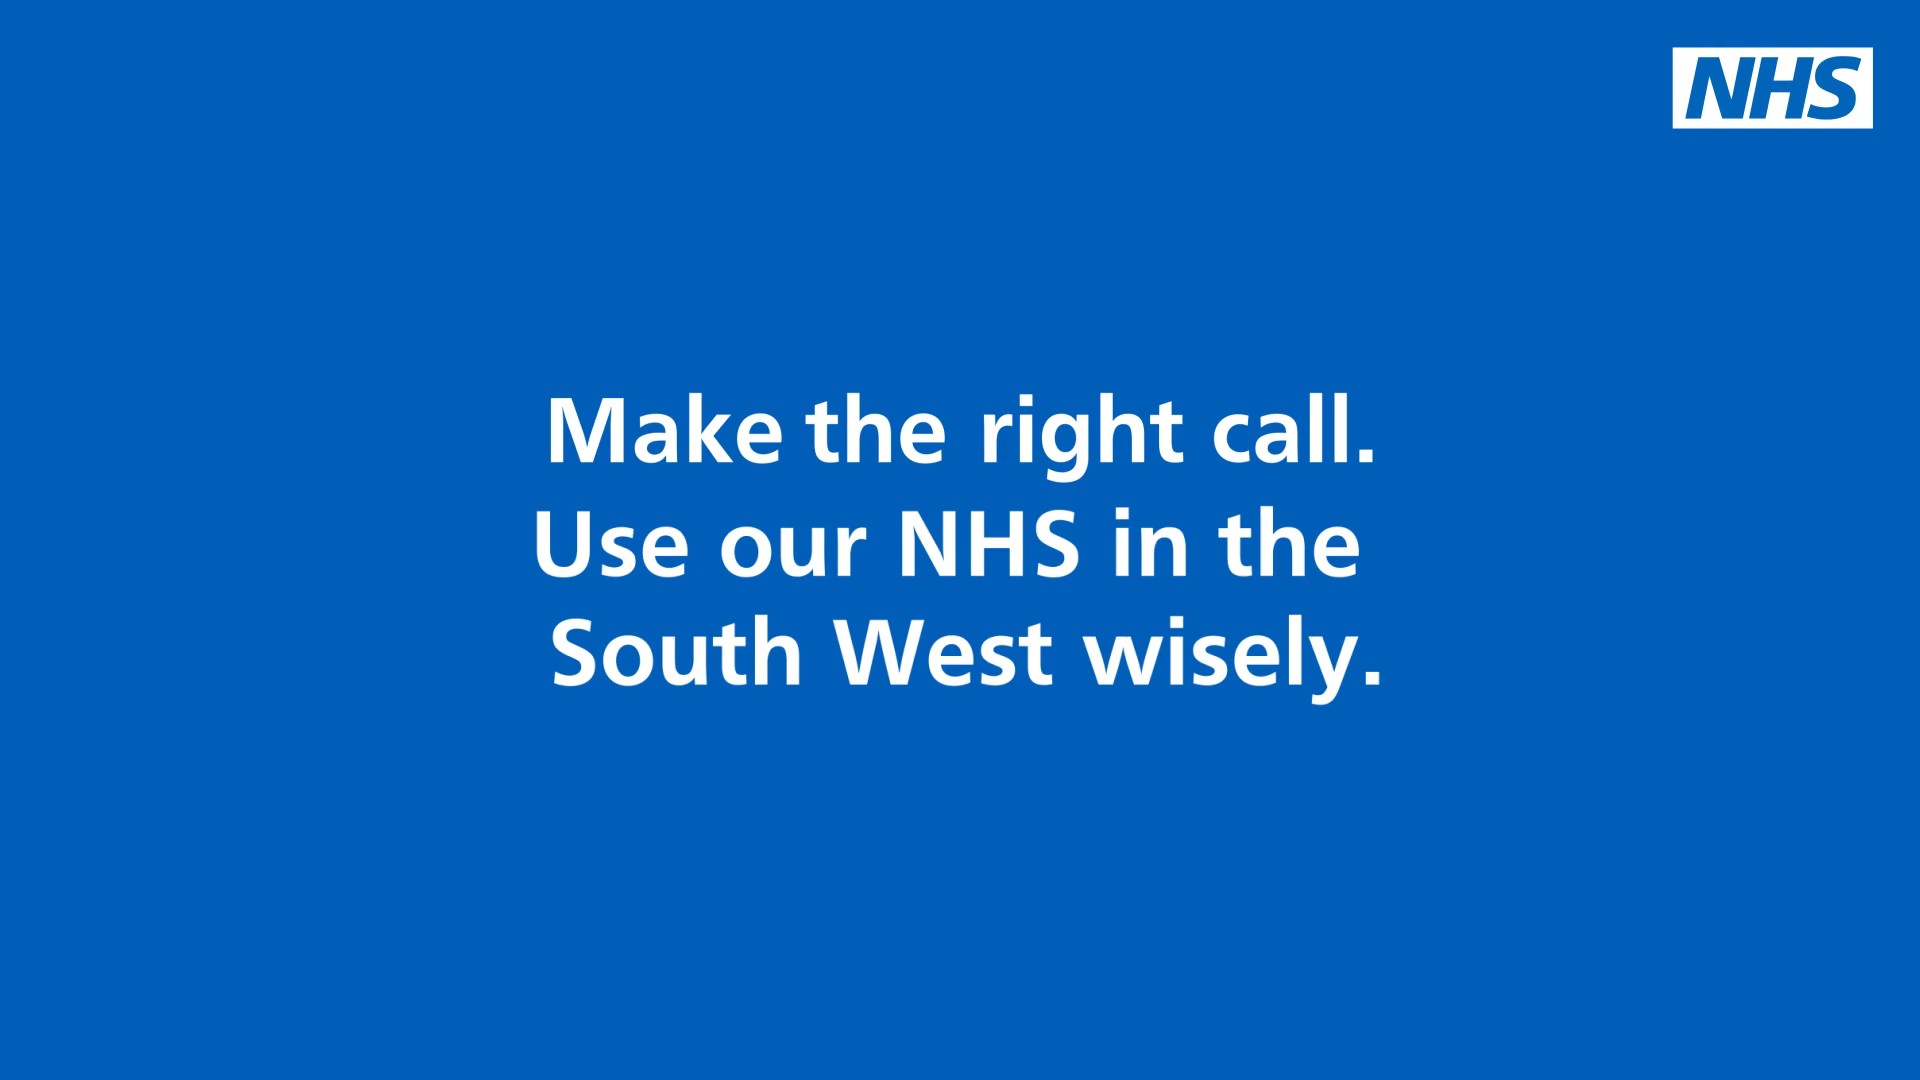 NHS
Make the right call.
Use our NHS in the
South West wisely.